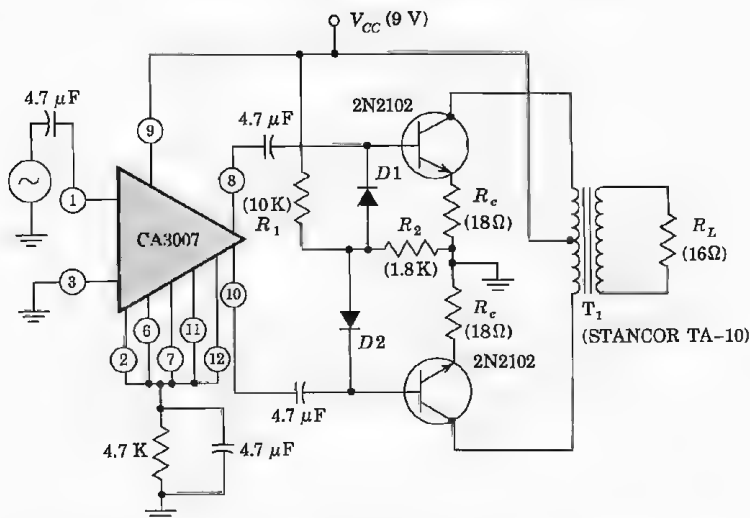 V_CC (9 V)
4.7 µF
9
2N2102
4.7 µF
8
D1
1
CA3007
(10 K)
R_1
R_2
(1.8 K)
R_e
(18Ω)
R_L
(16Ω)
3
10
T_1
(STANCOR TA-10)
2
6
7
11
12
D2
R_e
(18Ω)
2N2102
4.7 µF
4.7 K
4.7 µF